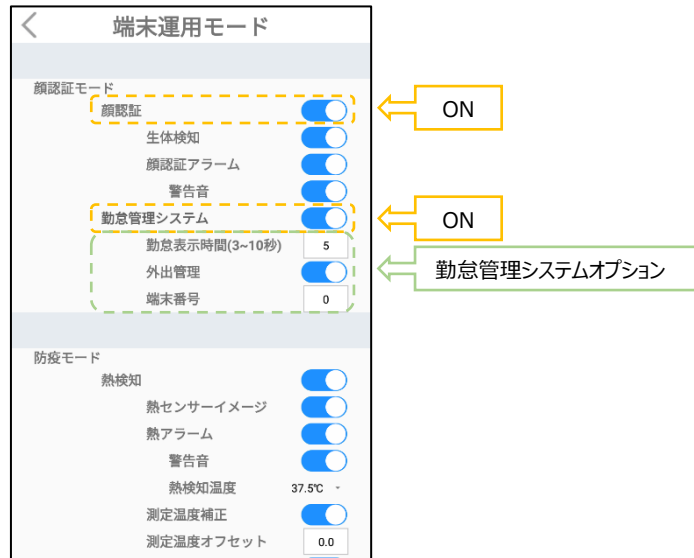 端末運用モード
顔認証モード
顔認証
ON
生体検知
顔認証アラーム
警告音
勤怠管理システム
ON
勤怠表示時間(3~10秒) 5
外出管理
勤怠管理システムオプション
端末番号 0
防疫モード
熱検知
熱センサーイメージ
熱アラーム
警告音
熱検知温度 37.5℃
測定温度補正
測定温度オフセット 0.0